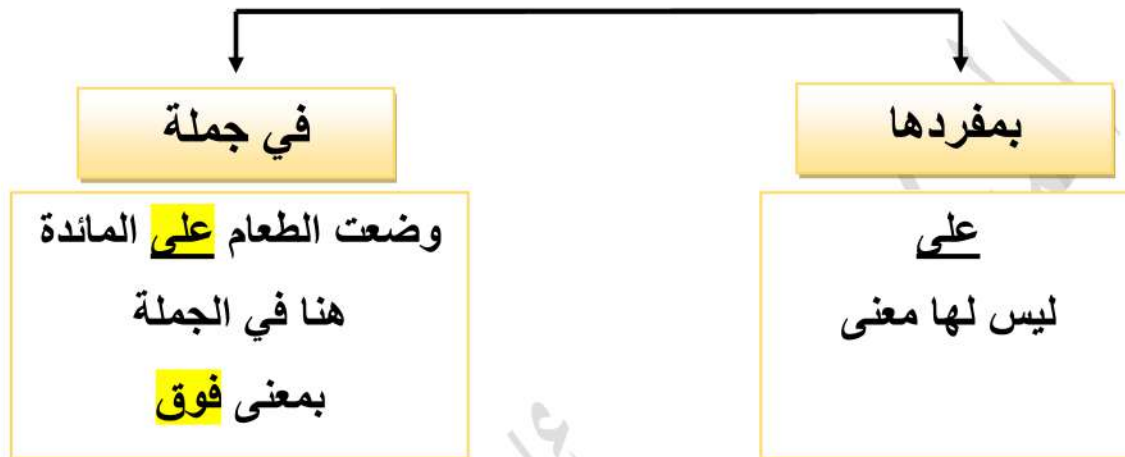 بمفردها
على
ليس لها معنى
في جملة
وضعت الطعام على المائدة
هنا في الجملة
بمعنى فوق